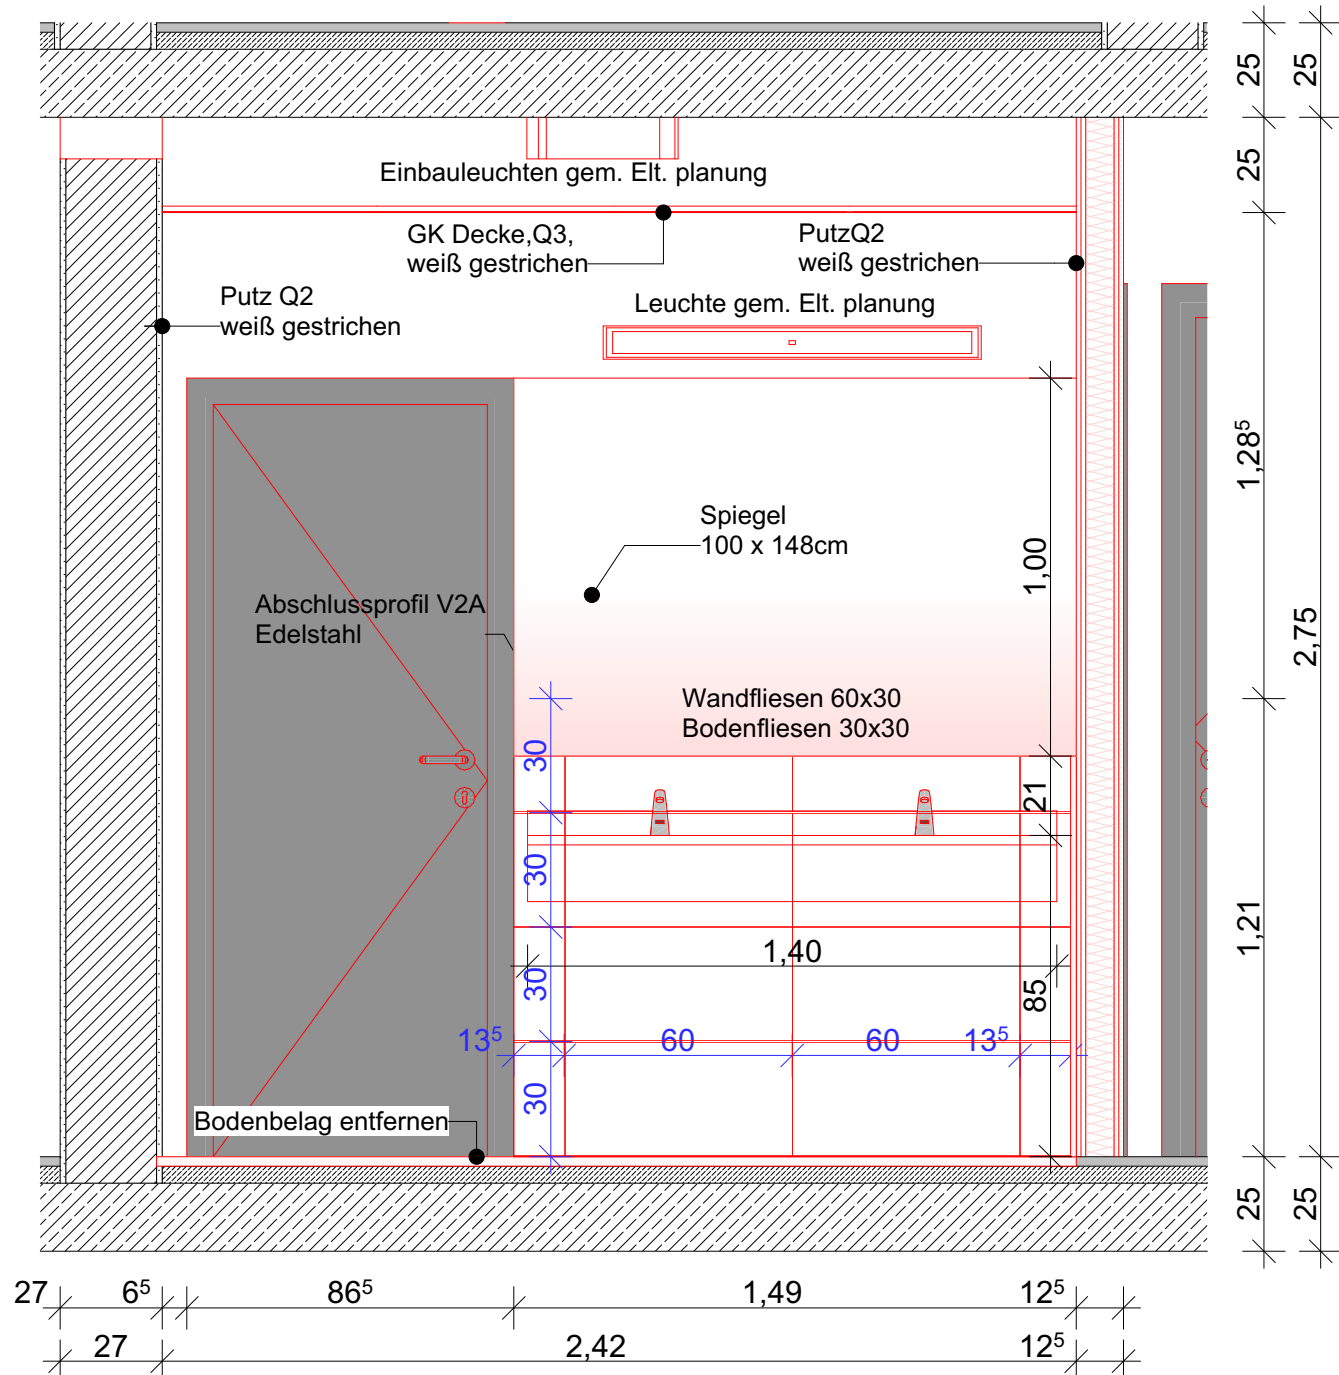 25
25
Einbauleuchten gem. Elt. planung
25
GK Decke,Q3,
weiß gestrichen
PutzQ2
weiß gestrichen
Putz Q2
weiß gestrichen
Leuchte gem. Elt. planung
1,28⁵
Spiegel
100 x 148cm
1,00
Abschlussprofil V2A
Edelstahl
2,75
Wandfliesen 60x30
Bodenfliesen 30x30
30
21
30
1,21
1,40
30
85
13⁵
60
60
13⁵
30
Bodenbelag entfernen
25
25
27
6⁵
86⁵
1,49
12⁵
27
2,42
12⁵